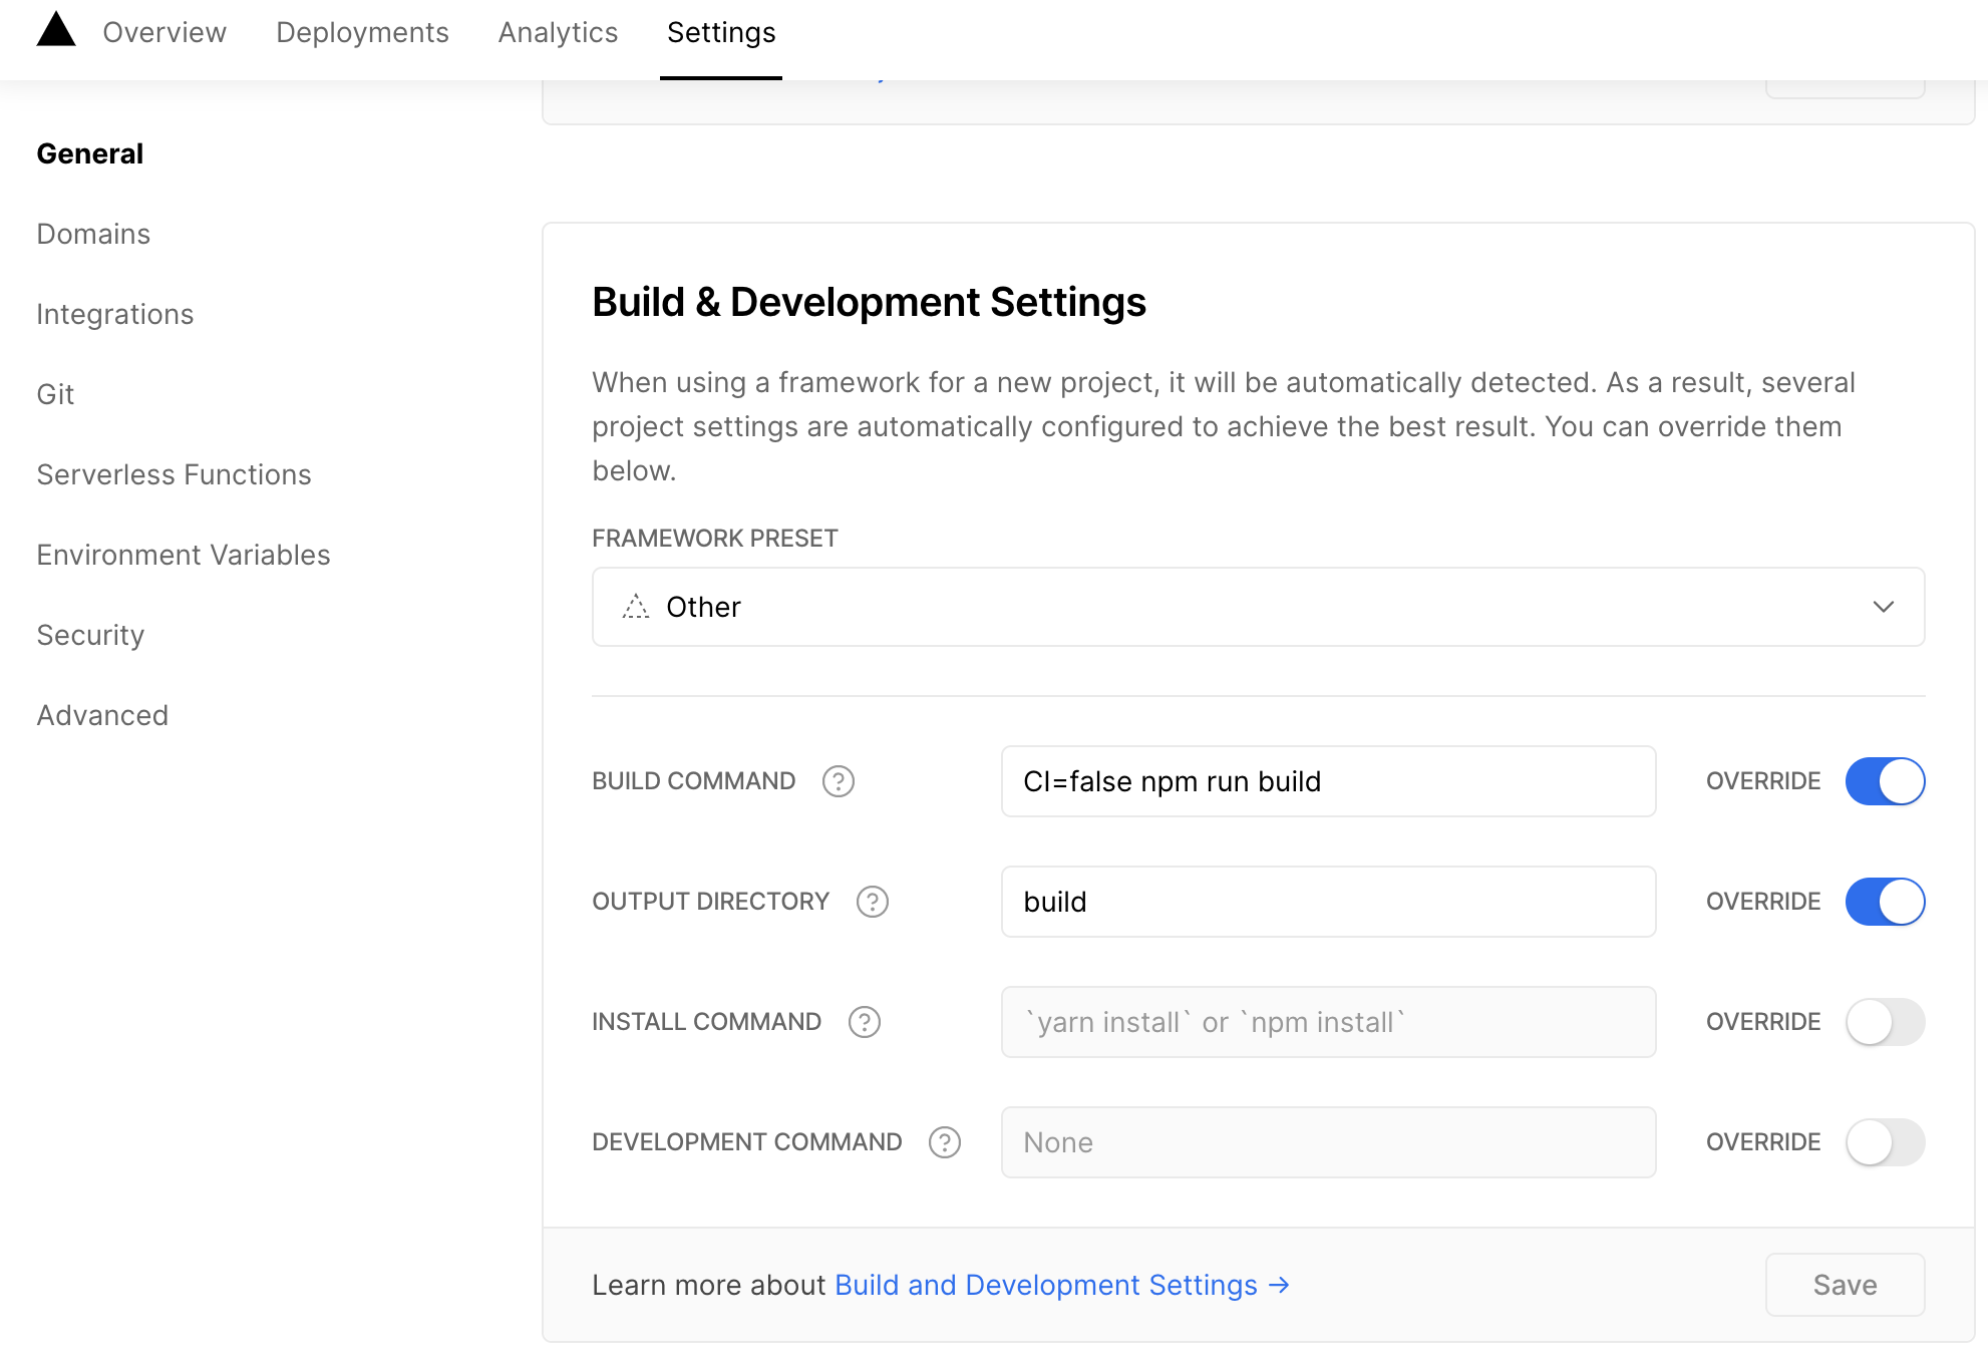 Overview Deployments Analytics Settings
General
Domains
Integrations
Git
Serverless Functions
Environment Variables
Security
Advanced
Build & Development Settings
When using a framework for a new project, it will be automatically detected. As a result, several
project settings are automatically configured to achieve the best result. You can override them
below.
FRAMEWORK PRESET
Other
BUILD COMMAND ? CI=false npm run build OVERRIDE
OUTPUT DIRECTORY ? build OVERRIDE
INSTALL COMMAND ? `yarn install` or `npm install` OVERRIDE
DEVELOPMENT COMMAND ? None OVERRIDE
Learn more about Build and Development Settings → Save